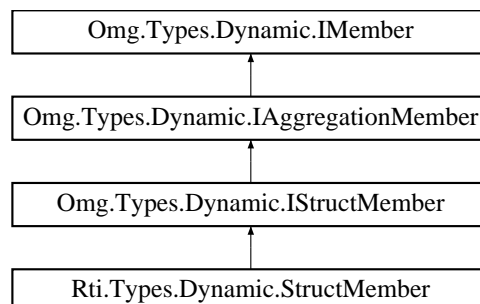 Omg.Types.Dynamic.IMember
Omg.Types.Dynamic.IAggregationMember
Omg.Types.Dynamic.IStructMember
Rti.Types.Dynamic.StructMember